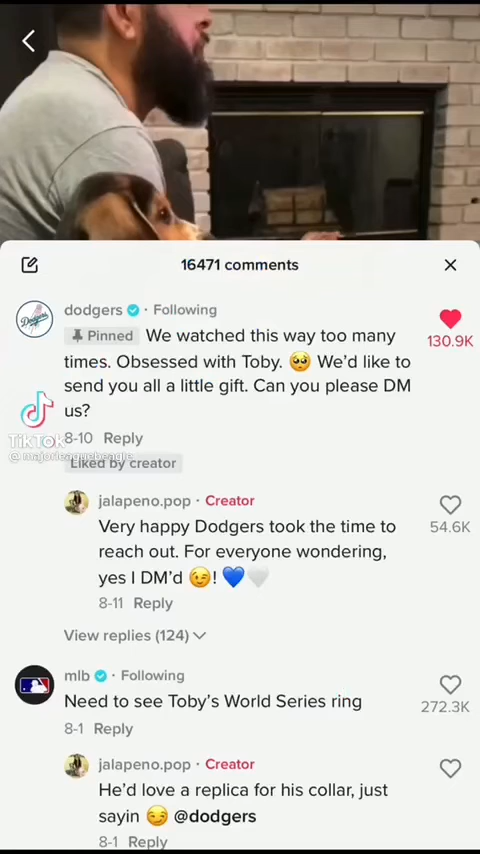 16471 comments
dodgers · Following
Pinned We watched this way too many
times. Obsessed with Toby. 🥺 We'd like to
send you all a little gift. Can you please DM
us?
130.9K
TikTok
@majorleaguebeagle
8-10 Reply
Liked by creator
jalapeno.pop · Creator
Very happy Dodgers took the time to
reach out. For everyone wondering,
yes I DM'd 😉! 💙🤍
54.6K
8-11 Reply
View replies (124)
mlb · Following
Need to see Toby's World Series ring
272.3K
8-1 Reply
jalapeno.pop · Creator
He'd love a replica for his collar, just
sayin 😏 @dodgers
8-1 Reply